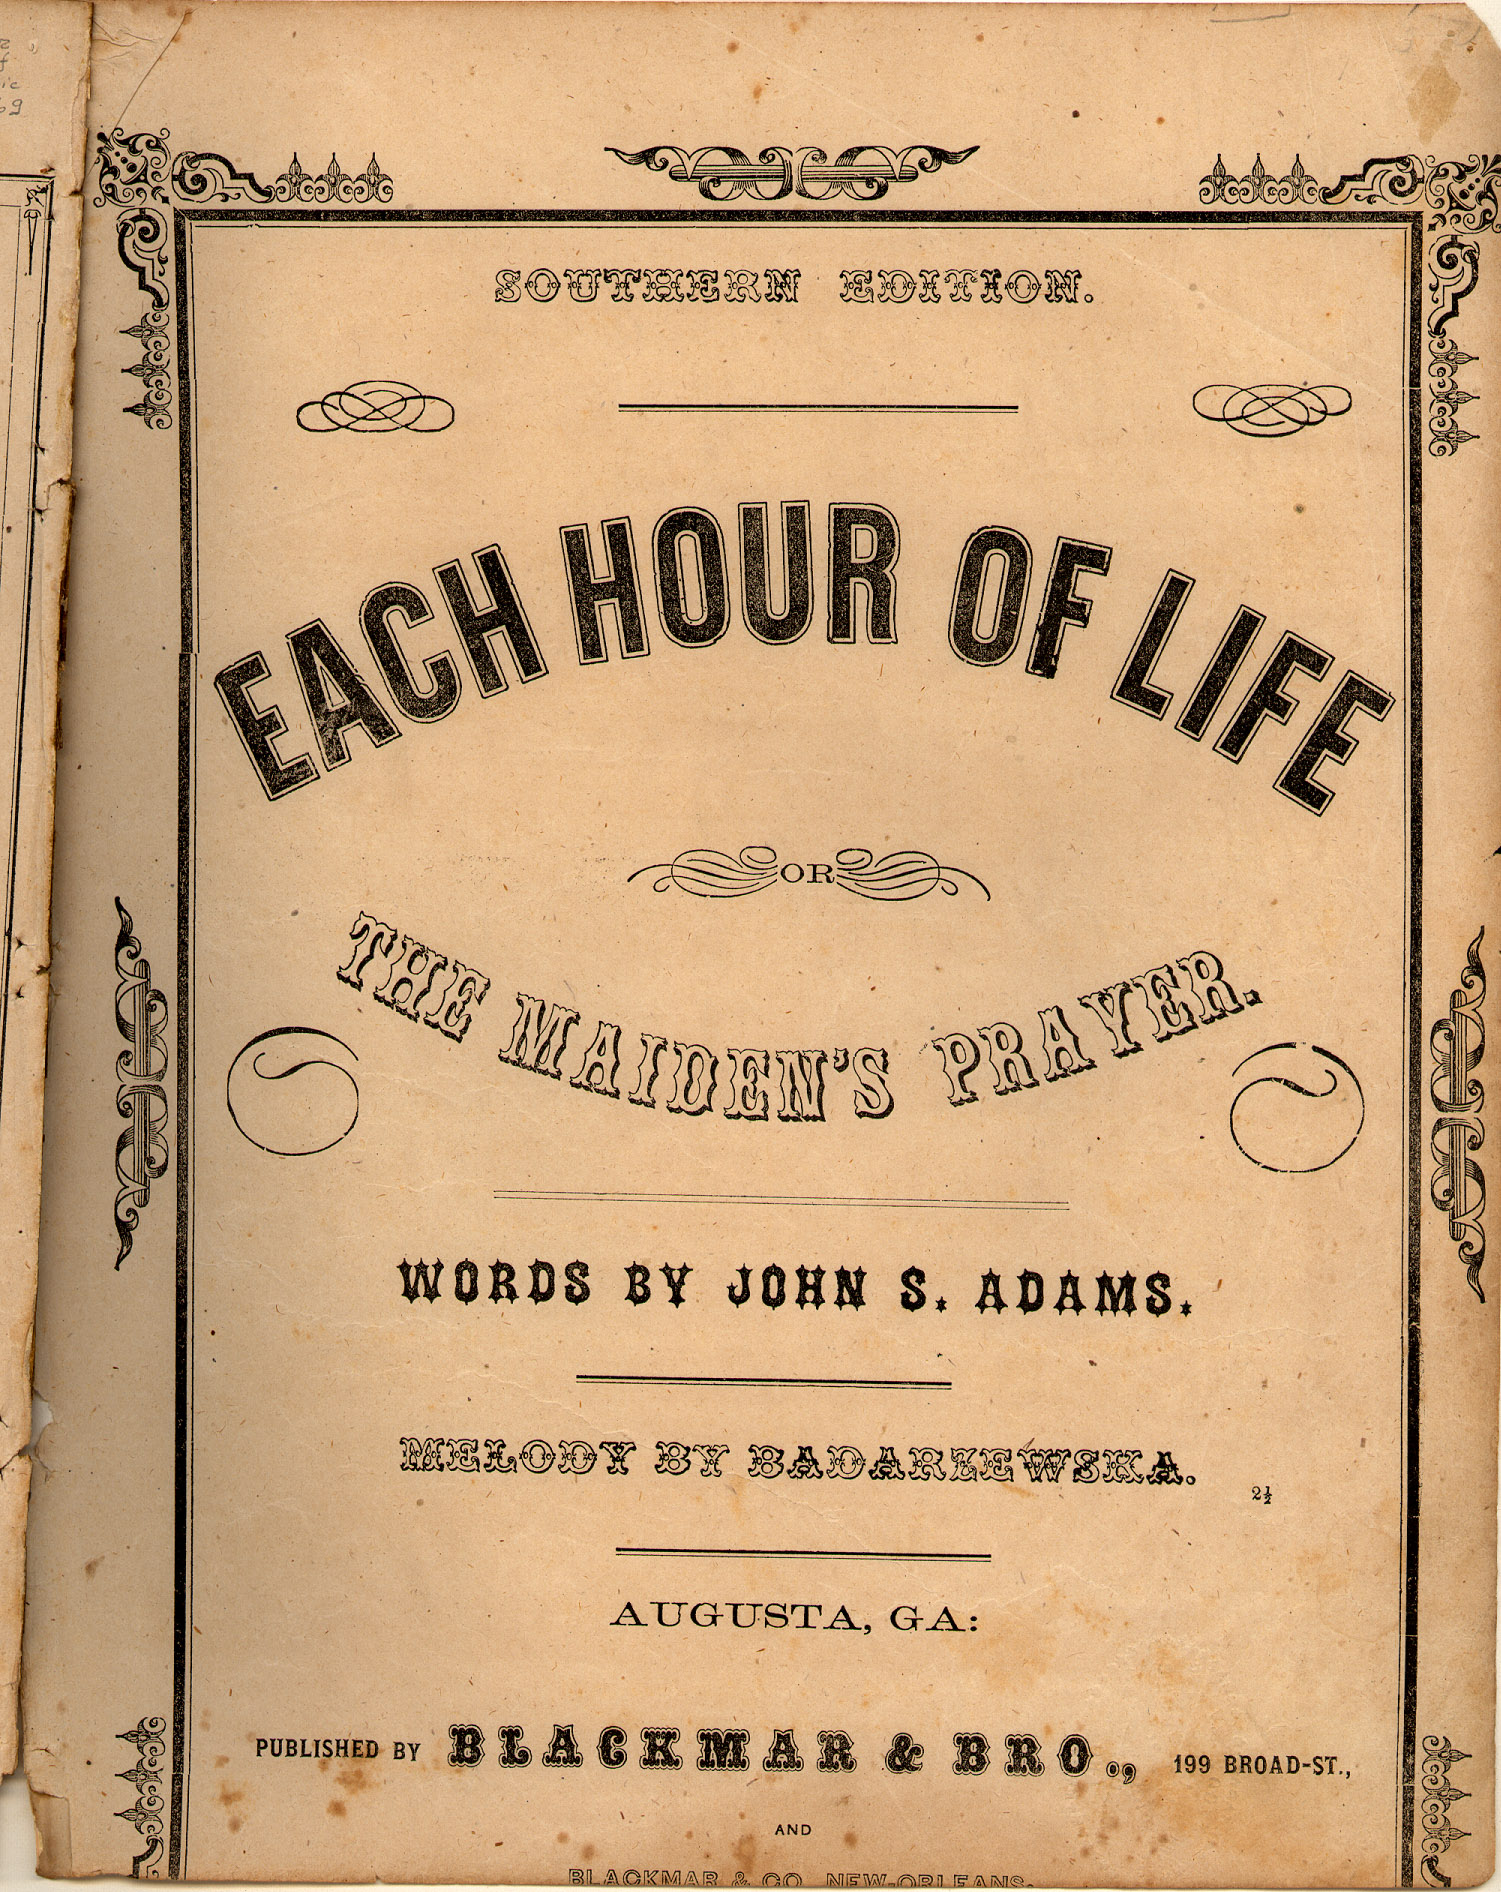 SOUTHERN EDITION.
EACH HOUR OF LIFE
OR
THE MAIDEN'S PRAYER.
WORDS BY JOHN S. ADAMS.
MELODY BY BADARZEWSKA.
2½
AUGUSTA, GA:
PUBLISHED BY BLACKMAR & BRO., 199 BROAD-ST.,
AND
BLACKMAR & CO. NEW-ORLEANS.